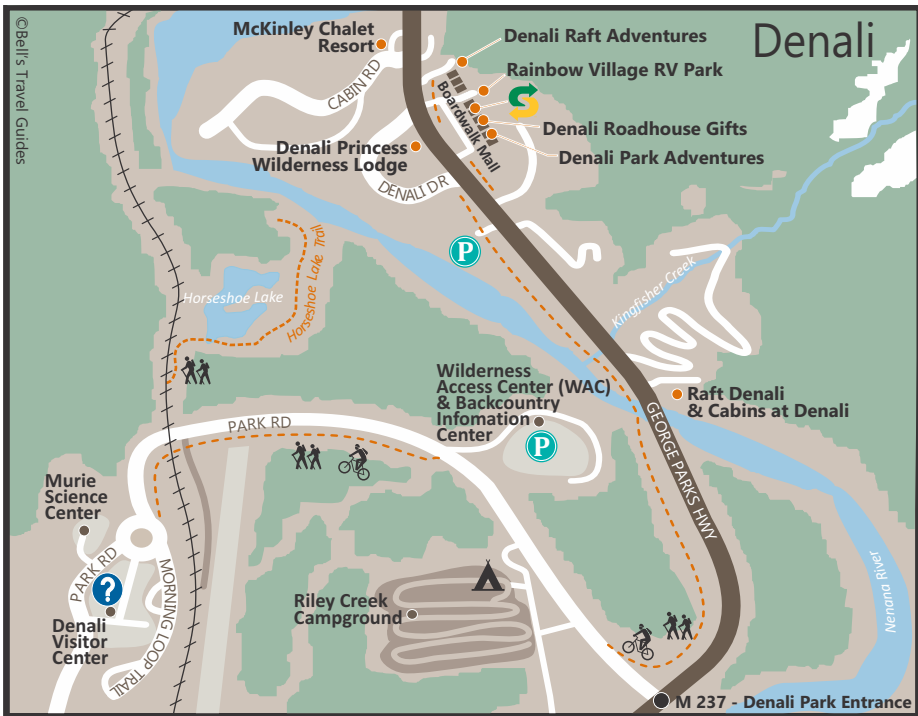 ©Bell's Travel Guides
Denali
McKinley Chalet
Resort
Denali Raft Adventures
Rainbow Village RV Park
CABIN RD
Boardwalk Mall
Denali Roadhouse Gifts
Denali Princess
Wilderness Lodge
Denali Park Adventures
DENALI DR
P
Horseshoe Lake Trail
Horseshoe Lake
Kingfisher Creek
Wilderness
Access Center (WAC)
& Backcountry
Infomation
Center
Raft Denali
& Cabins at Denali
PARK RD
GEORGE PARKS HWY
P
Murie
Science
Center
PARK RD
MORNING LOOP TRAIL
?
Denali
Visitor
Center
Riley Creek
Campground
Nenana River
M 237 - Denali Park Entrance